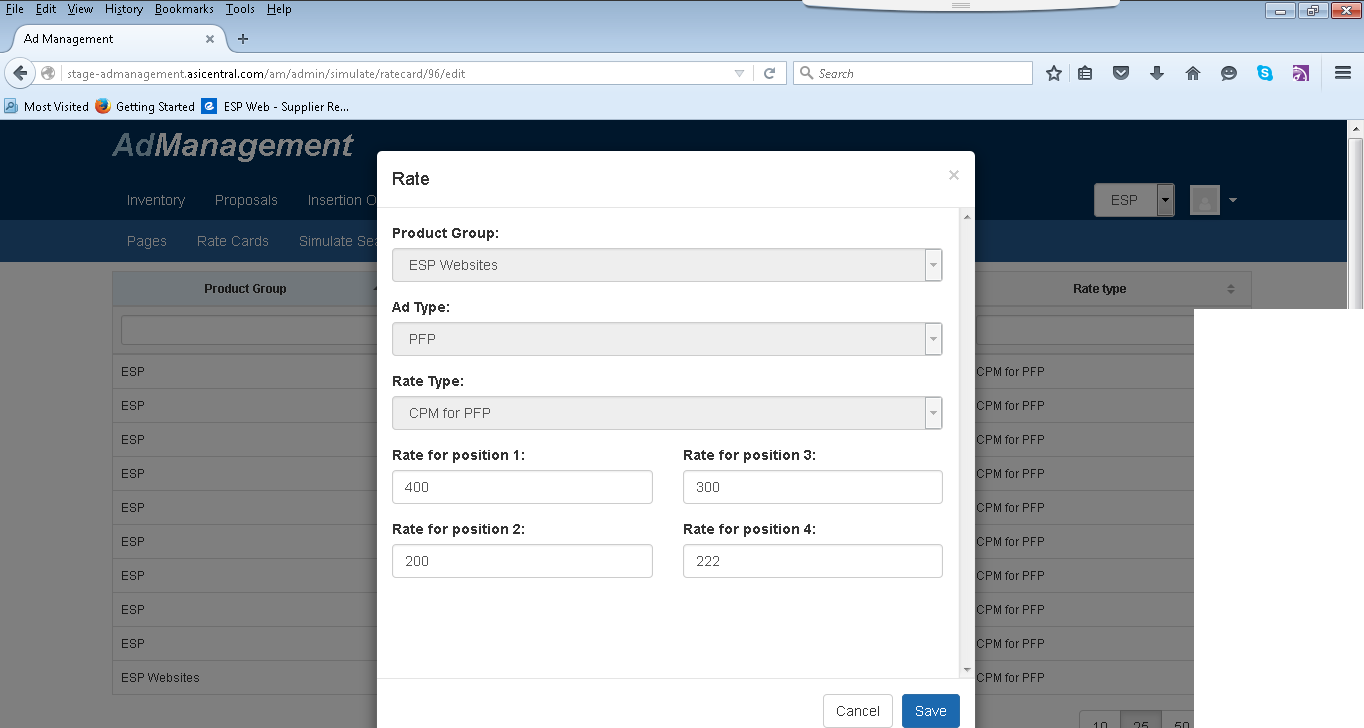 File Edit View History Bookmarks Tools Help
Ad Management
stage-admanagement.asicentral.com/am/admin/simulate/ratecard/96/edit
Search
Most Visited Getting Started ESP Web - Supplier Re...
AdManagement
Rate
Inventory Proposals Insertion O
ESP
Pages Rate Cards Simulate Sea
Product Group:
ESP Websites
Product Group
Rate type
Ad Type:
PFP
ESP
CPM for PFP
Rate Type:
CPM for PFP
ESP
CPM for PFP
ESP
CPM for PFP
Rate for position 1: Rate for position 3:
ESP
CPM for PFP
400 300
ESP
CPM for PFP
Rate for position 2: Rate for position 4:
ESP
CPM for PFP
200 222
ESP
CPM for PFP
ESP
CPM for PFP
ESP
CPM for PFP
ESP Websites
CPM for PFP
Cancel Save
10 25 50